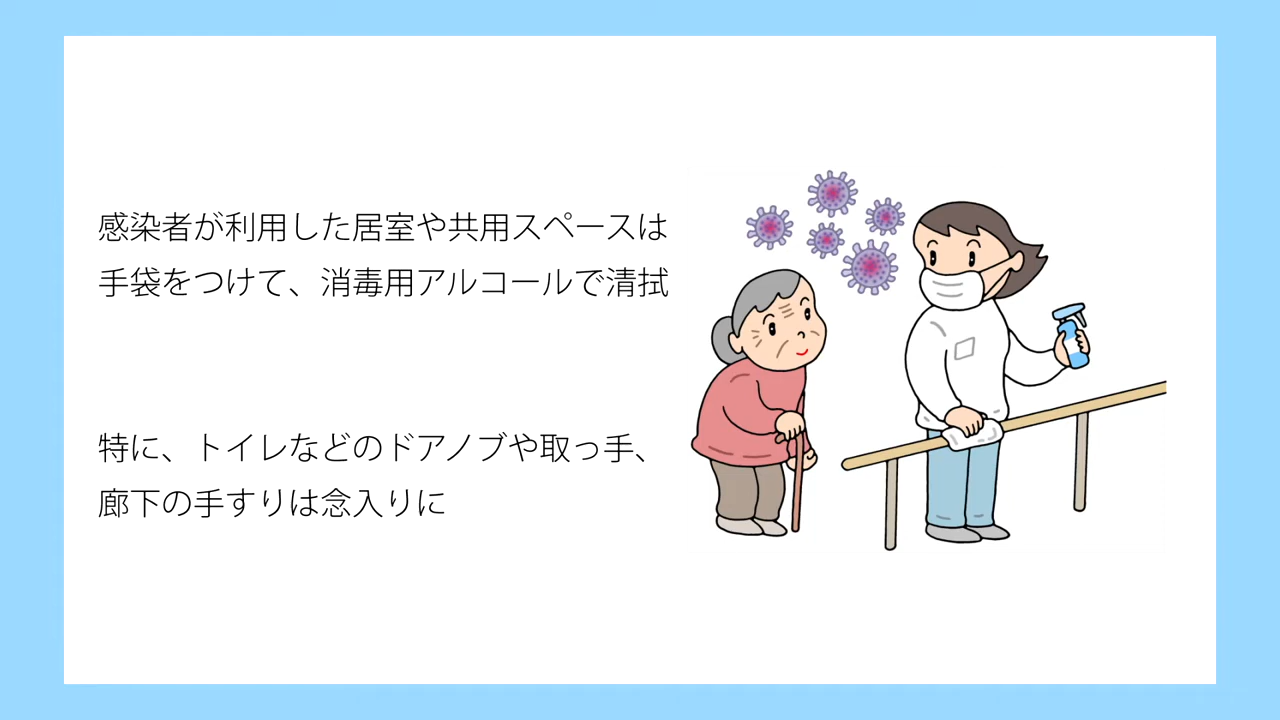 感染者が利用した居室や共用スペースは
手袋をつけて、消毒用アルコールで清拭
特に、トイレなどのドアノブや取っ手、
廊下の手すりは念入りに